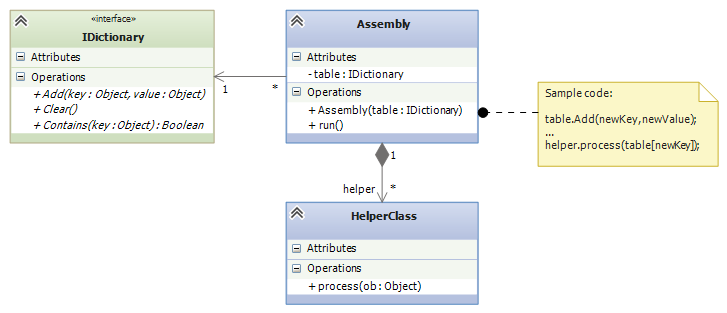 «interface»
IDictionary
Attributes
Operations
+ Add(key : Object, value : Object)
+ Clear()
+ Contains(key : Object) : Boolean
1
*
Assembly
Attributes
- table : IDictionary
Operations
+ Assembly(table : IDictionary)
+ run()
Sample code:
table.Add(newKey,newValue);
...
helper.process(table[newKey]);
1
helper
*
HelperClass
Attributes
Operations
+ process(ob : Object)